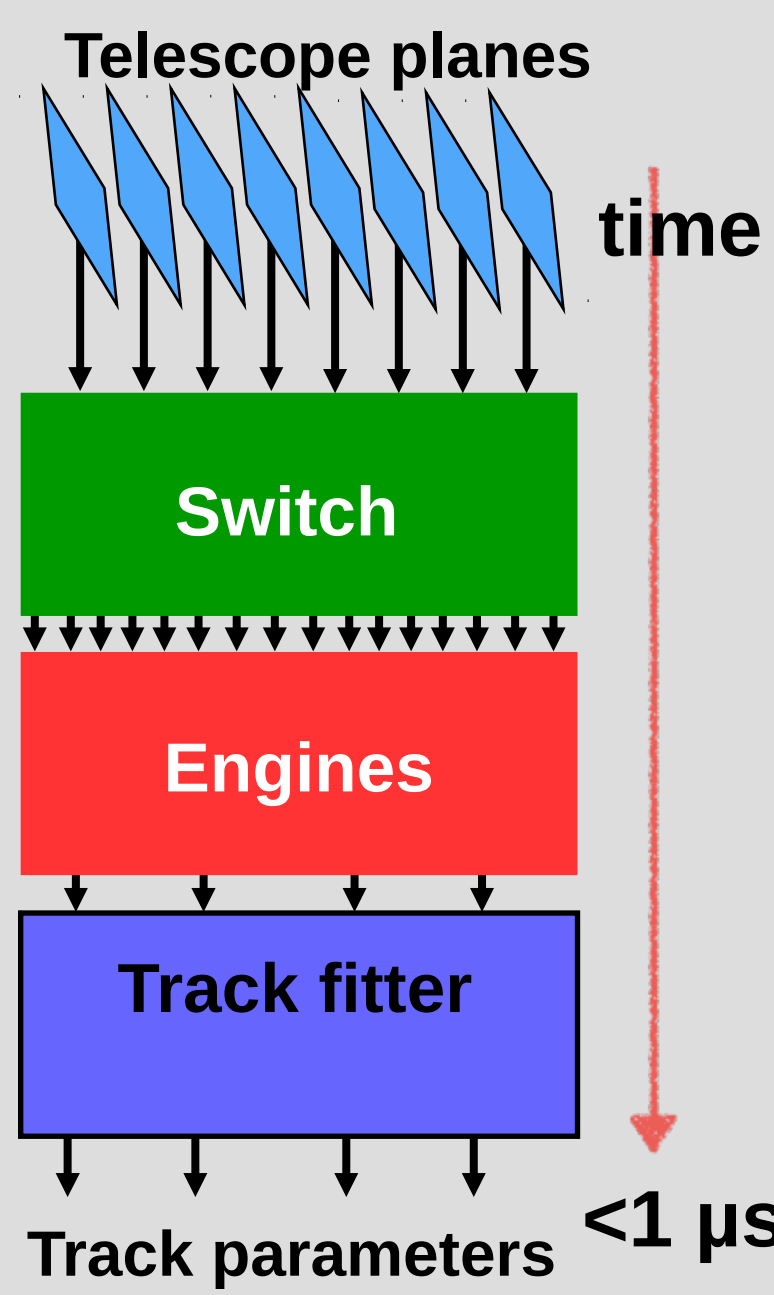 Telescope planes
time
Switch
Engines
Track fitter
<1 µs
Track parameters